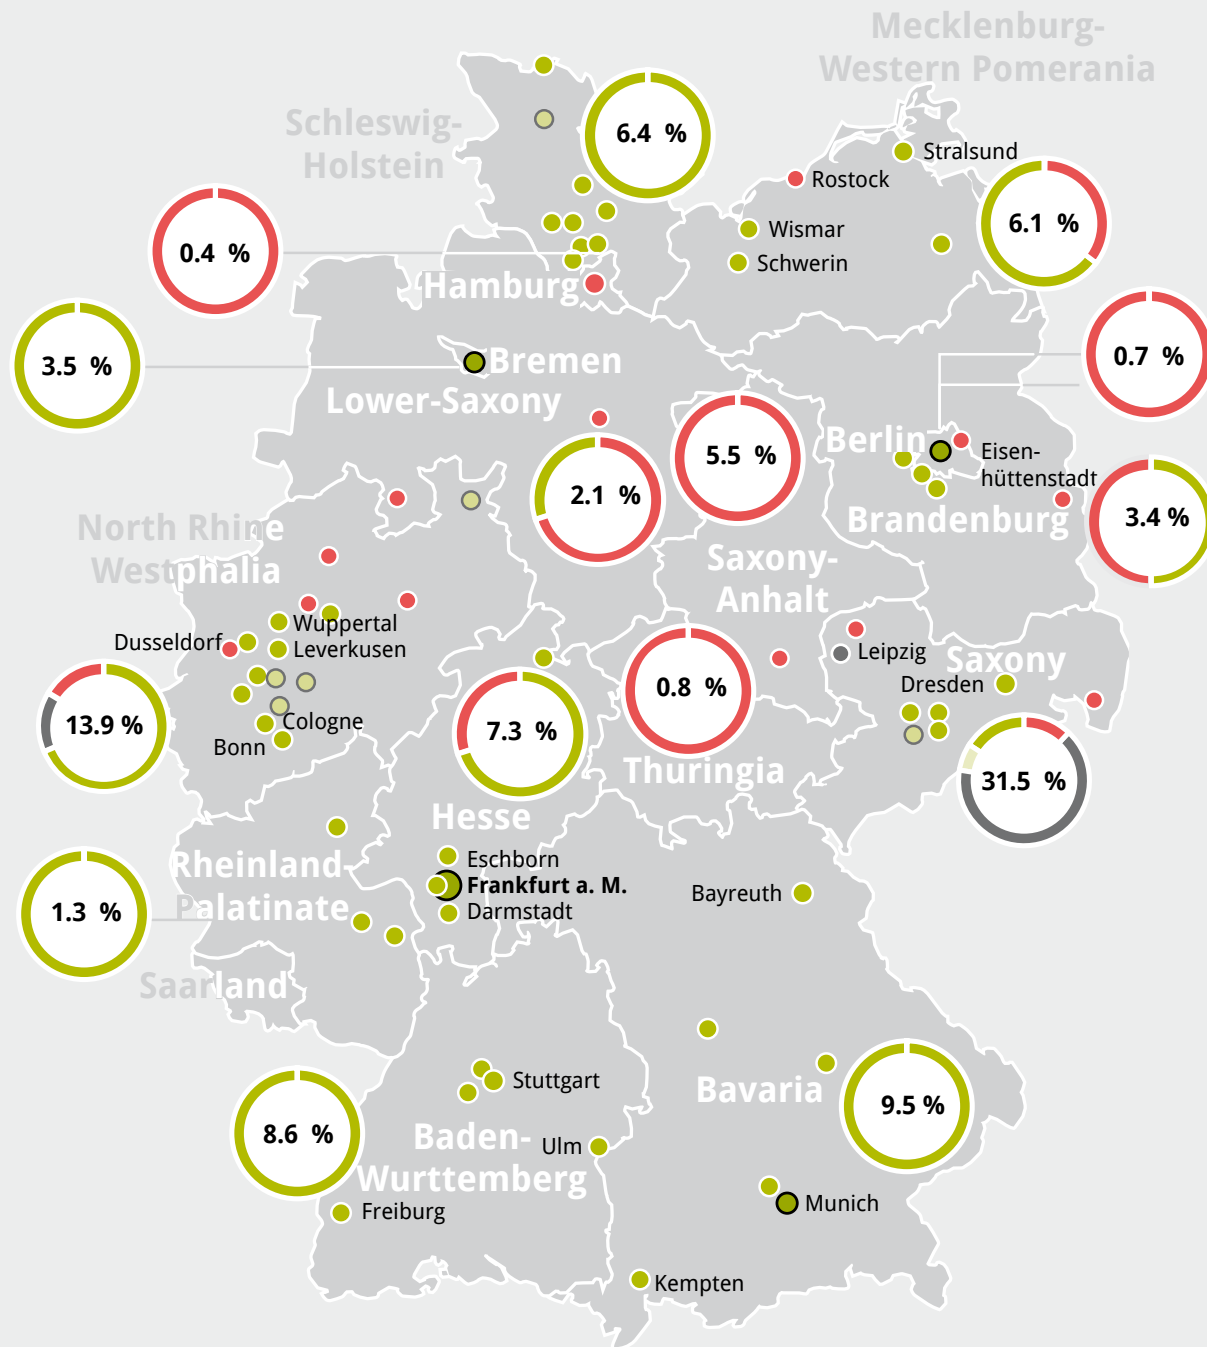 Mecklenburg-
Western Pomerania
Schleswig-
Holstein
6.4 %
Stralsund
Rostock
6.1 %
Wismar
Schwerin
0.4 %
Hamburg
3.5 %
Bremen
Lower-Saxony
0.7 %
5.5 %
Berlin
Eisen-
hüttenstadt
2.1 %
Brandenburg
3.4 %
North Rhine
Westphalia
Saxony-
Anhalt
Wuppertal
Dusseldorf
Leverkusen
Leipzig
Saxony
0.8 %
Dresden
13.9 %
Cologne
Bonn
7.3 %
Thuringia
31.5 %
Hesse
Rheinland-
Palatinate
Eschborn
Frankfurt a. M.
Darmstadt
Bayreuth
1.3 %
Saarland
Stuttgart
Bavaria
8.6 %
9.5 %
Baden-
Wurttemberg
Ulm
Freiburg
Munich
Kempten